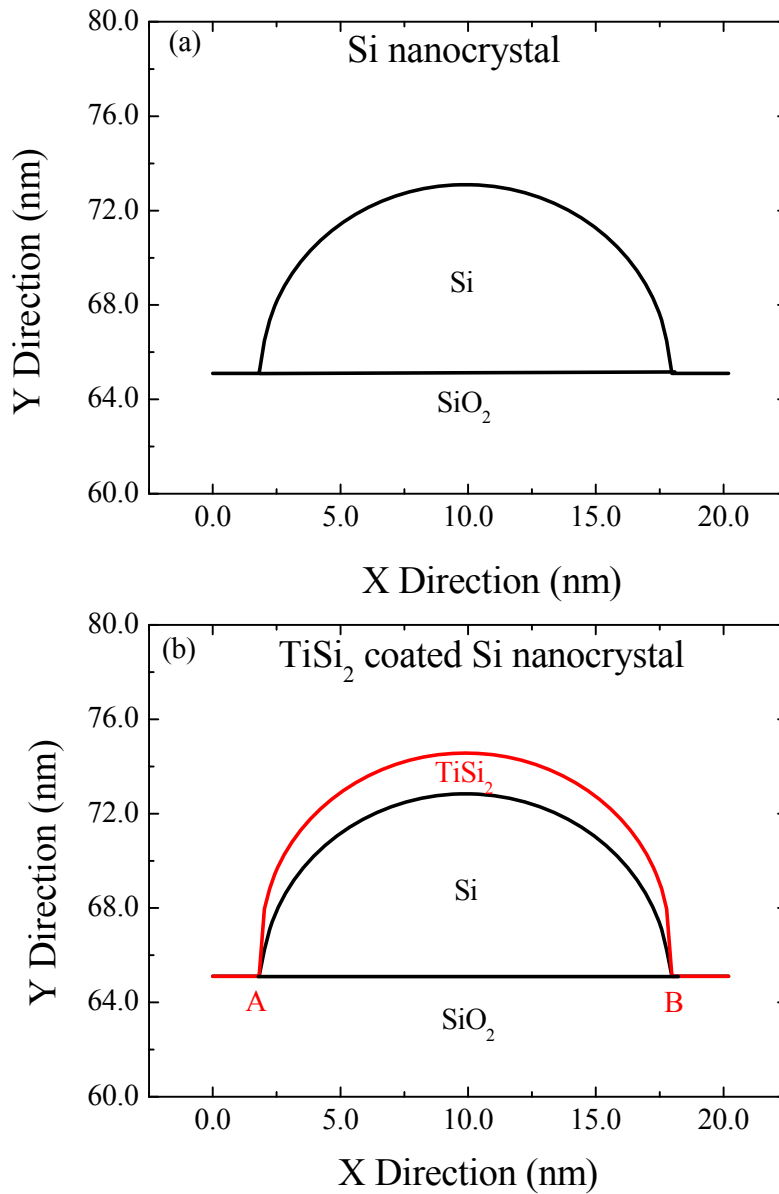 (a) Si nanocrystal
80.0
76.0
72.0
68.0
64.0
60.0
Y Direction (nm)
Si
SiO₂
0.0 5.0 10.0 15.0 20.0
X Direction (nm)
(b) TiSi₂ coated Si nanocrystal
80.0
76.0
72.0
68.0
64.0
60.0
Y Direction (nm)
TiSi₂
Si
A B
SiO₂
0.0 5.0 10.0 15.0 20.0
X Direction (nm)